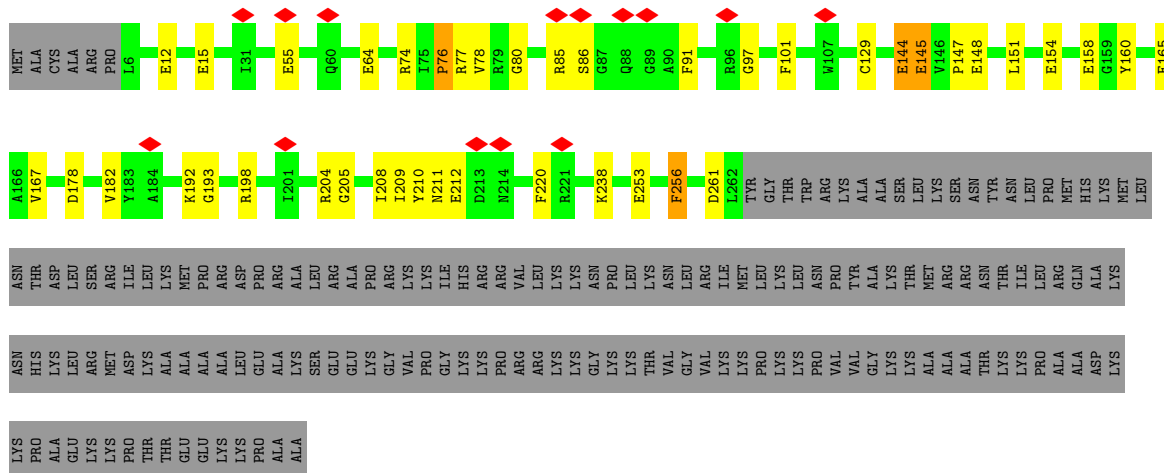 MET ALA CYS ALA ARG PRO L6 E12 E15 I31 E55 Q60 E64 R74 I75 P76 R77 V78 R79 G80 R85 S86 G87 Q88 G89 A90 F91 R96 G97 F101 W107 C129 E144 E145 V146 P147 E148 L151 E154 E158 G159 Y160
A166 V167 D178 V182 Y183 A184 K192 G193 R198 I201 R204 G205 I208 I209 Y210 N211 E212 D213 N214 F220 R221 K238 E253 F256 D261 L262 TYR GLY THR TRP ARG LYS ALA ALA SER LEU LYS SER ASN TYR ASN LEU PRO MET HIS LYS MET LEU
ASN THR ASP LEU SER ARG ILE LEU LYS MET PRO ARG ASP PRO ARG ALA LEU ARG ALA PRO ARG LYS LYS ILE HIS ARG ARG VAL LEU LYS LYS ASN PRO LEU LYS ASN LEU ARG ILE MET LEU LYS LEU ASN PRO TYR ALA LYS THR MET ARG ARG ASN THR ILE LEU ARG GLN ALA LYS
ASN HIS LYS LEU ARG MET ASP LYS ALA ALA ALA ALA LEU GLU ALA LYS SER GLU GLU LYS GLY VAL PRO GLY LYS LYS PRO ARG ARG LYS LYS GLY LYS LYS THR VAL GLY VAL LYS LYS PRO LYS LYS PRO VAL VAL GLY LYS LYS ALA ALA ALA THR LYS LYS PRO ALA ALA ASP LYS
LYS PRO ALA GLU LYS LYS PRO THR THR GLU GLU LYS LYS PRO ALA ALA